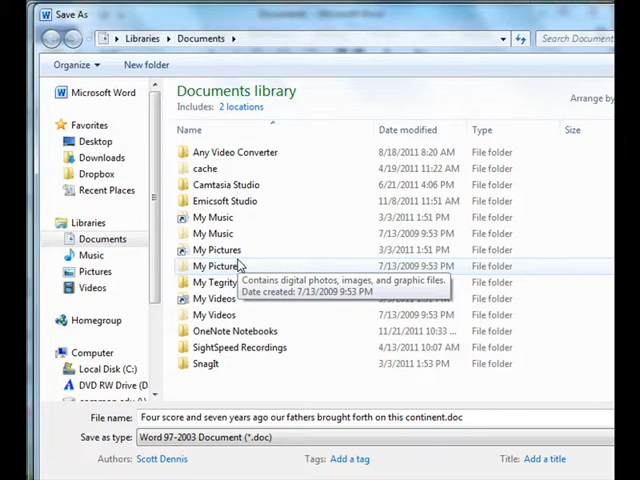 Save As
Libraries
Documents
Search Document
Organize
New folder
Microsoft Word
Favorites
Desktop
Downloads
Dropbox
Recent Places
Libraries
Documents
Music
Pictures
Videos
Homegroup
Computer
Local Disk (C:)
DVD RW Drive (D
Documents library
Includes: 2 locations
Arrange by
Name Date modified Type Size
Any Video Converter 8/18/2011 8:20 AM File folder
cache 4/19/2011 11:22 AM File folder
Camtasia Studio 6/21/2011 4:06 PM File folder
Emicsoft Studio 11/8/2011 11:51 AM File folder
My Music 3/3/2011 1:51 PM File folder
My Music 7/13/2009 9:53 PM File folder
My Pictures 3/3/2011 1:51 PM File folder
My Picture 7/13/2009 9:53 PM File folder
My Tegrity File folder
Contains digital photos, images, and graphic files.
Date created: 7/13/2009 9:53 PM
My Videos File folder
My Videos 7/13/2009 9:53 PM File folder
OneNote Notebooks 11/21/2011 10:33 ... File folder
SightSpeed Recordings 4/13/2011 10:07 AM File folder
SnagIt 3/3/2011 1:53 PM File folder
File name: Four score and seven years ago our fathers brought forth on this continent.doc
Save as type: Word 97-2003 Document (*.doc)
Authors: Scott Dennis Tags: Add a tag Title: Add a title